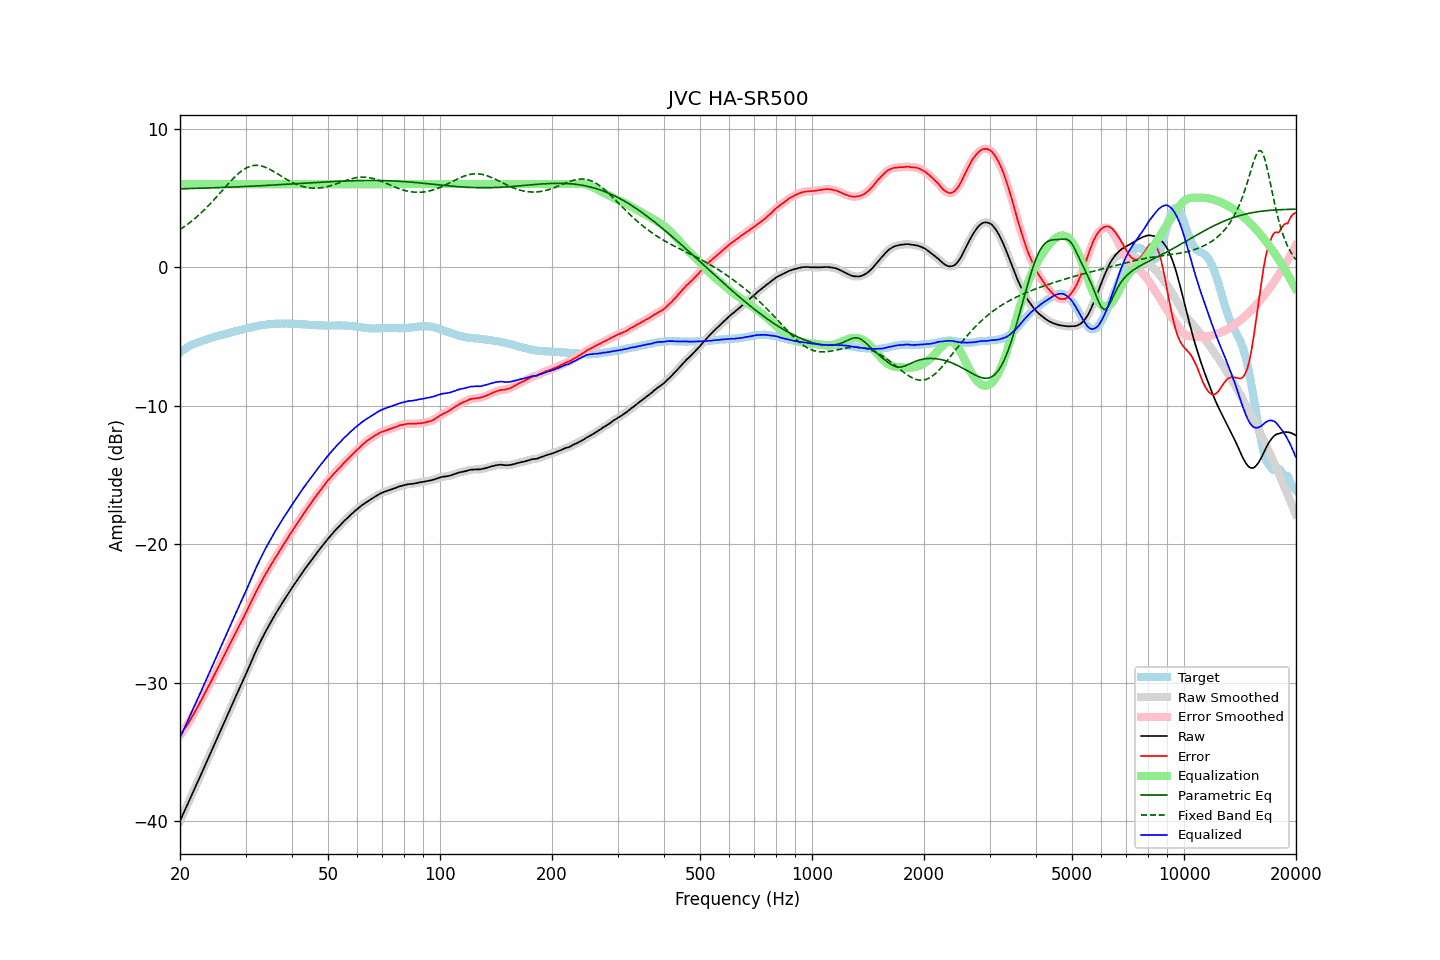 JVC HA-SR500
10
0
−10
−20
−30
−40
Amplitude (dBr)
20
50
100
200
500
1000
2000
5000
10000
20000
Frequency (Hz)
Target
Raw Smoothed
Error Smoothed
Raw
Error
Equalization
Parametric Eq
Fixed Band Eq
Equalized